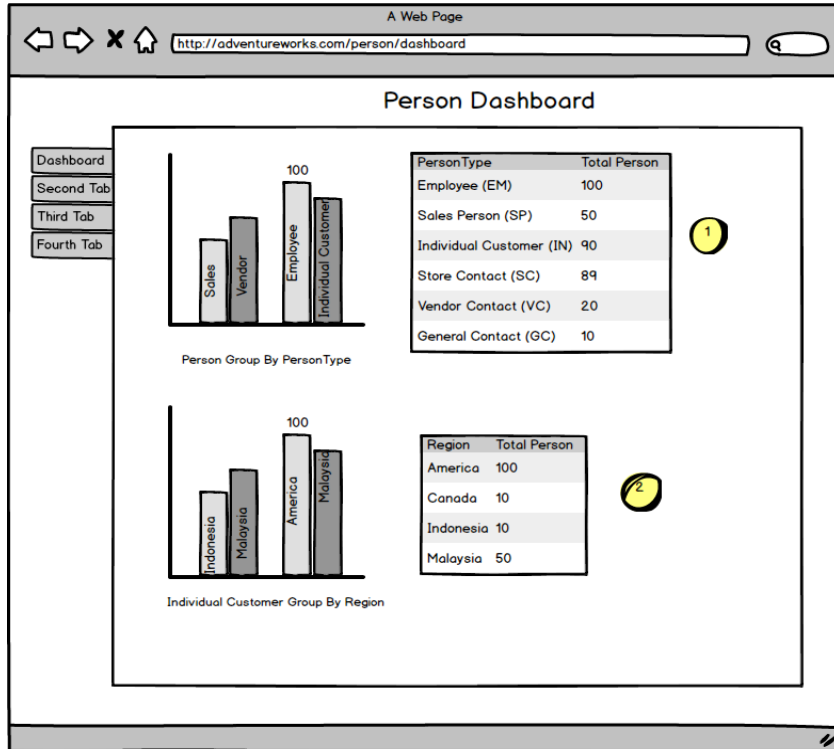 A Web Page
http://adventureworks.com/person/dashboard
Person Dashboard
Dashboard
Second Tab
Third Tab
Fourth Tab
100
Sales
Vendor
Employee
Individual Customer
Person Group By PersonType
PersonType Total Person
Employee (EM) 100
Sales Person (SP) 50
Individual Customer (IN) 90
Store Contact (SC) 89
Vendor Contact (VC) 20
General Contact (GC) 10
1
100
Indonesia
Malaysia
America
Malaysia
Individual Customer Group By Region
Region Total Person
America 100
Canada 10
Indonesia 10
Malaysia 50
2